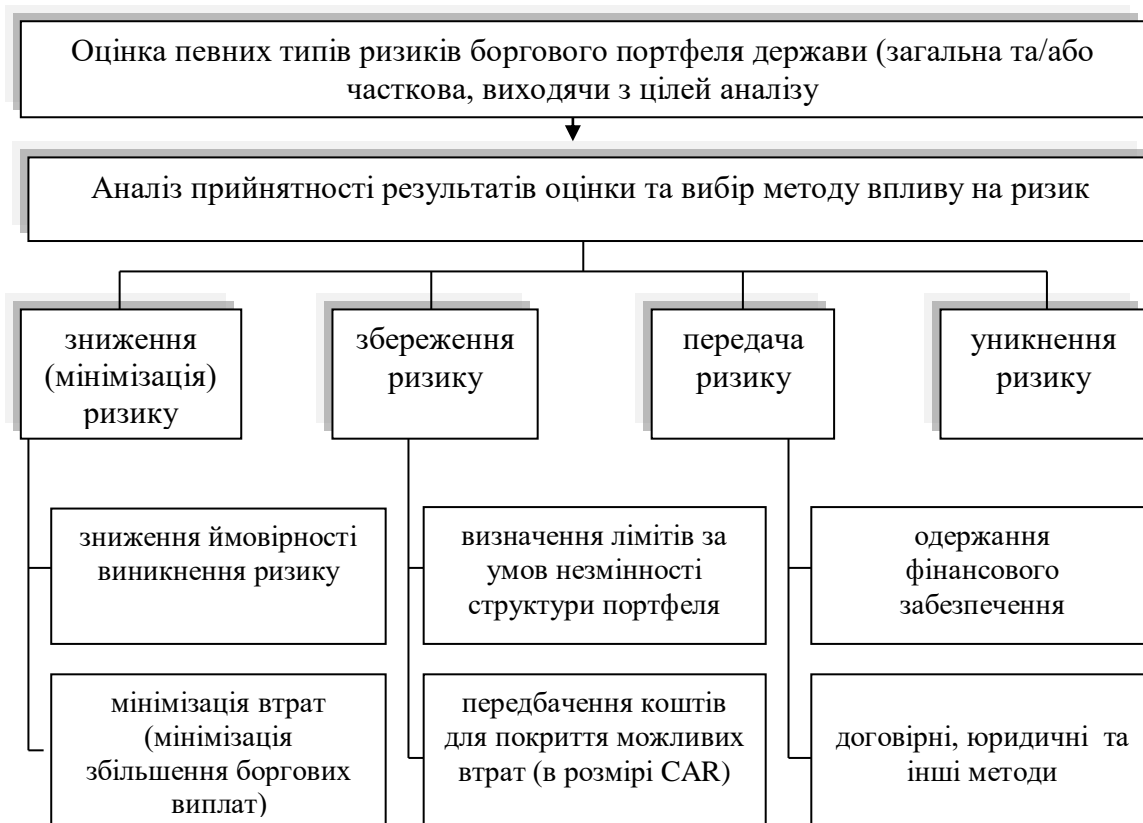 Оцінка певних типів ризиків боргового портфеля держави (загальна та/або
часткова, виходячи з цілей аналізу
Аналіз прийнятності результатів оцінки та вибір методу впливу на ризик
зниження
(мінімізація)
ризику
збереження
ризику
передача
ризику
уникнення
ризику
зниження ймовірності
виникнення ризику
визначення лімітів за
умов незмінності
структури портфеля
одержання
фінансового
забезпечення
мінімізація втрат
(мінімізація
збільшення боргових
виплат)
передбачення коштів
для покриття можливих
втрат (в розмірі CAR)
договірні, юридичні та
інші методи